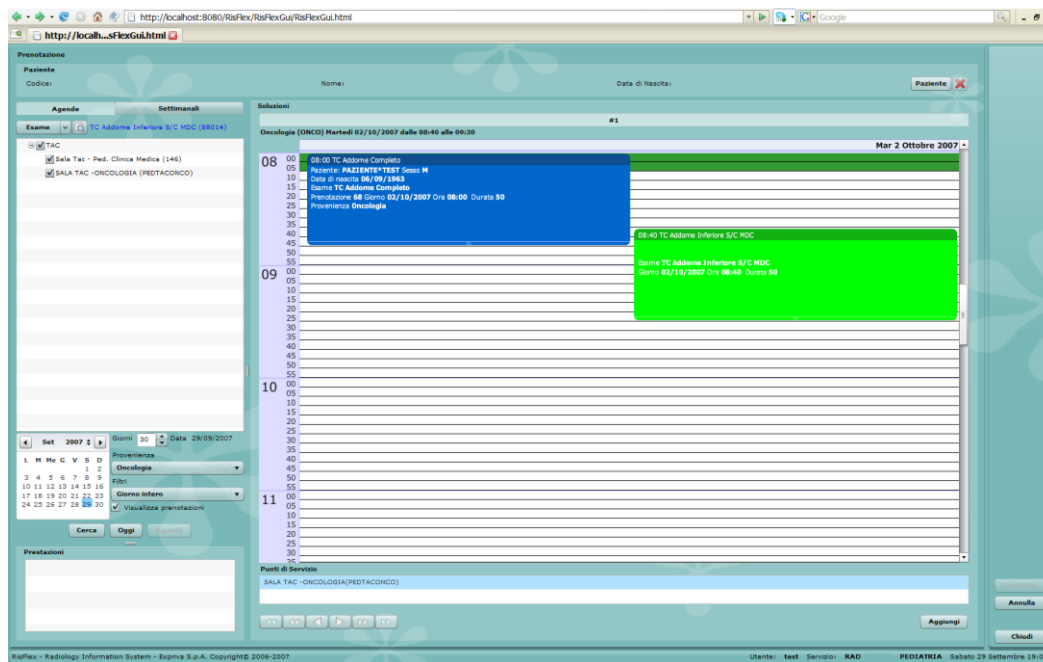 http://localhost:8080/RisFlex/RisFlexGui/RisFlexGui.html
Google
http://localh...sFlexGui.html
Prenotazione
Paziente
Codice: Nome: Data di Nascita: Paziente
Agende Settimanali
Esame TC Addome Inferiore S/C MDC (88014)
TAC
Sala Tac - Ped. Clinica Medica (146)
SALA TAC -ONCOLOGIA (PEDTACONCO)
Soluzioni
#1
Oncologia (ONCO) Martedì 02/10/2007 dalle 08:40 alle 09:30
Mar 2 Ottobre 2007
08 00
05
10
15
20
25
30
35
40
45
50
55
09 00
05
10
15
20
25
30
35
40
45
50
55
10 00
05
10
15
20
25
30
35
40
45
50
55
11 00
05
10
15
20
25
30
35
08:00 TC Addome Completo
Paziente: PAZIENTE*TEST Sesso M
Data di nascita 06/09/1963
Esame TC Addome Completo
Prenotazione 68 Giorno 02/10/2007 Ora 08:00 Durata 50
Provenienza Oncologia
08:40 TC Addome Inferiore S/C MDC
Esame TC Addome Inferiore S/C MDC
Giorno 02/10/2007 Ora 08:40 Durata 50
Set 2007
L M Me G V S D
1 2
3 4 5 6 7 8 9
10 11 12 13 14 15 16
17 18 19 20 21 22 23
24 25 26 27 28 29 30
Giorni 30 Data 29/09/2007
Provenienza
Oncologia
Filtri
Giorno intero
Visualizza prenotazioni
Cerca Oggi
Prestazioni
Punti di Servizio
SALA TAC -ONCOLOGIA(PEDTACONCO)
Aggiungi
Annulla
Chiudi
RisFlex - Radiology Information System - Expriva S.p.A. Copyright© 2006-2007
Utente: test Servizio: RAD PEDIATRIA Sabato 29 Settembre 19:0